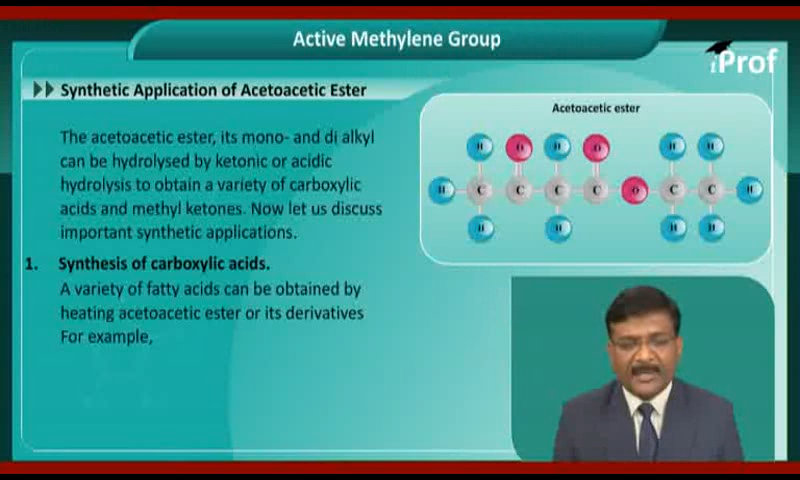 Active Methylene Group
iProf
Synthetic Application of Acetoacetic Ester
The acetoacetic ester, its mono- and di alkyl
can be hydrolysed by ketonic or acidic
hydrolysis to obtain a variety of carboxylic
acids and methyl ketones. Now let us discuss
important synthetic applications.
1. Synthesis of carboxylic acids.
A variety of fatty acids can be obtained by
heating acetoacetic ester or its derivatives
For example,
Acetoacetic ester
H O H O H H
H C C C C O C C H
H H H H